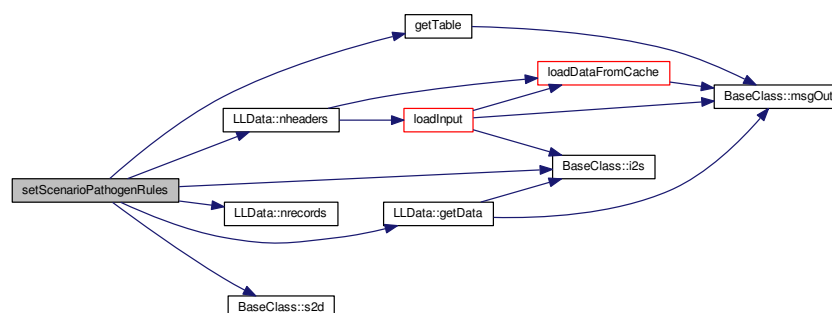 getTable
loadDataFromCache
BaseClass::msgOut
LLData::nheaders
loadInput
BaseClass::i2s
setScenarioPathogenRules
LLData::nrecords
LLData::getData
BaseClass::s2d